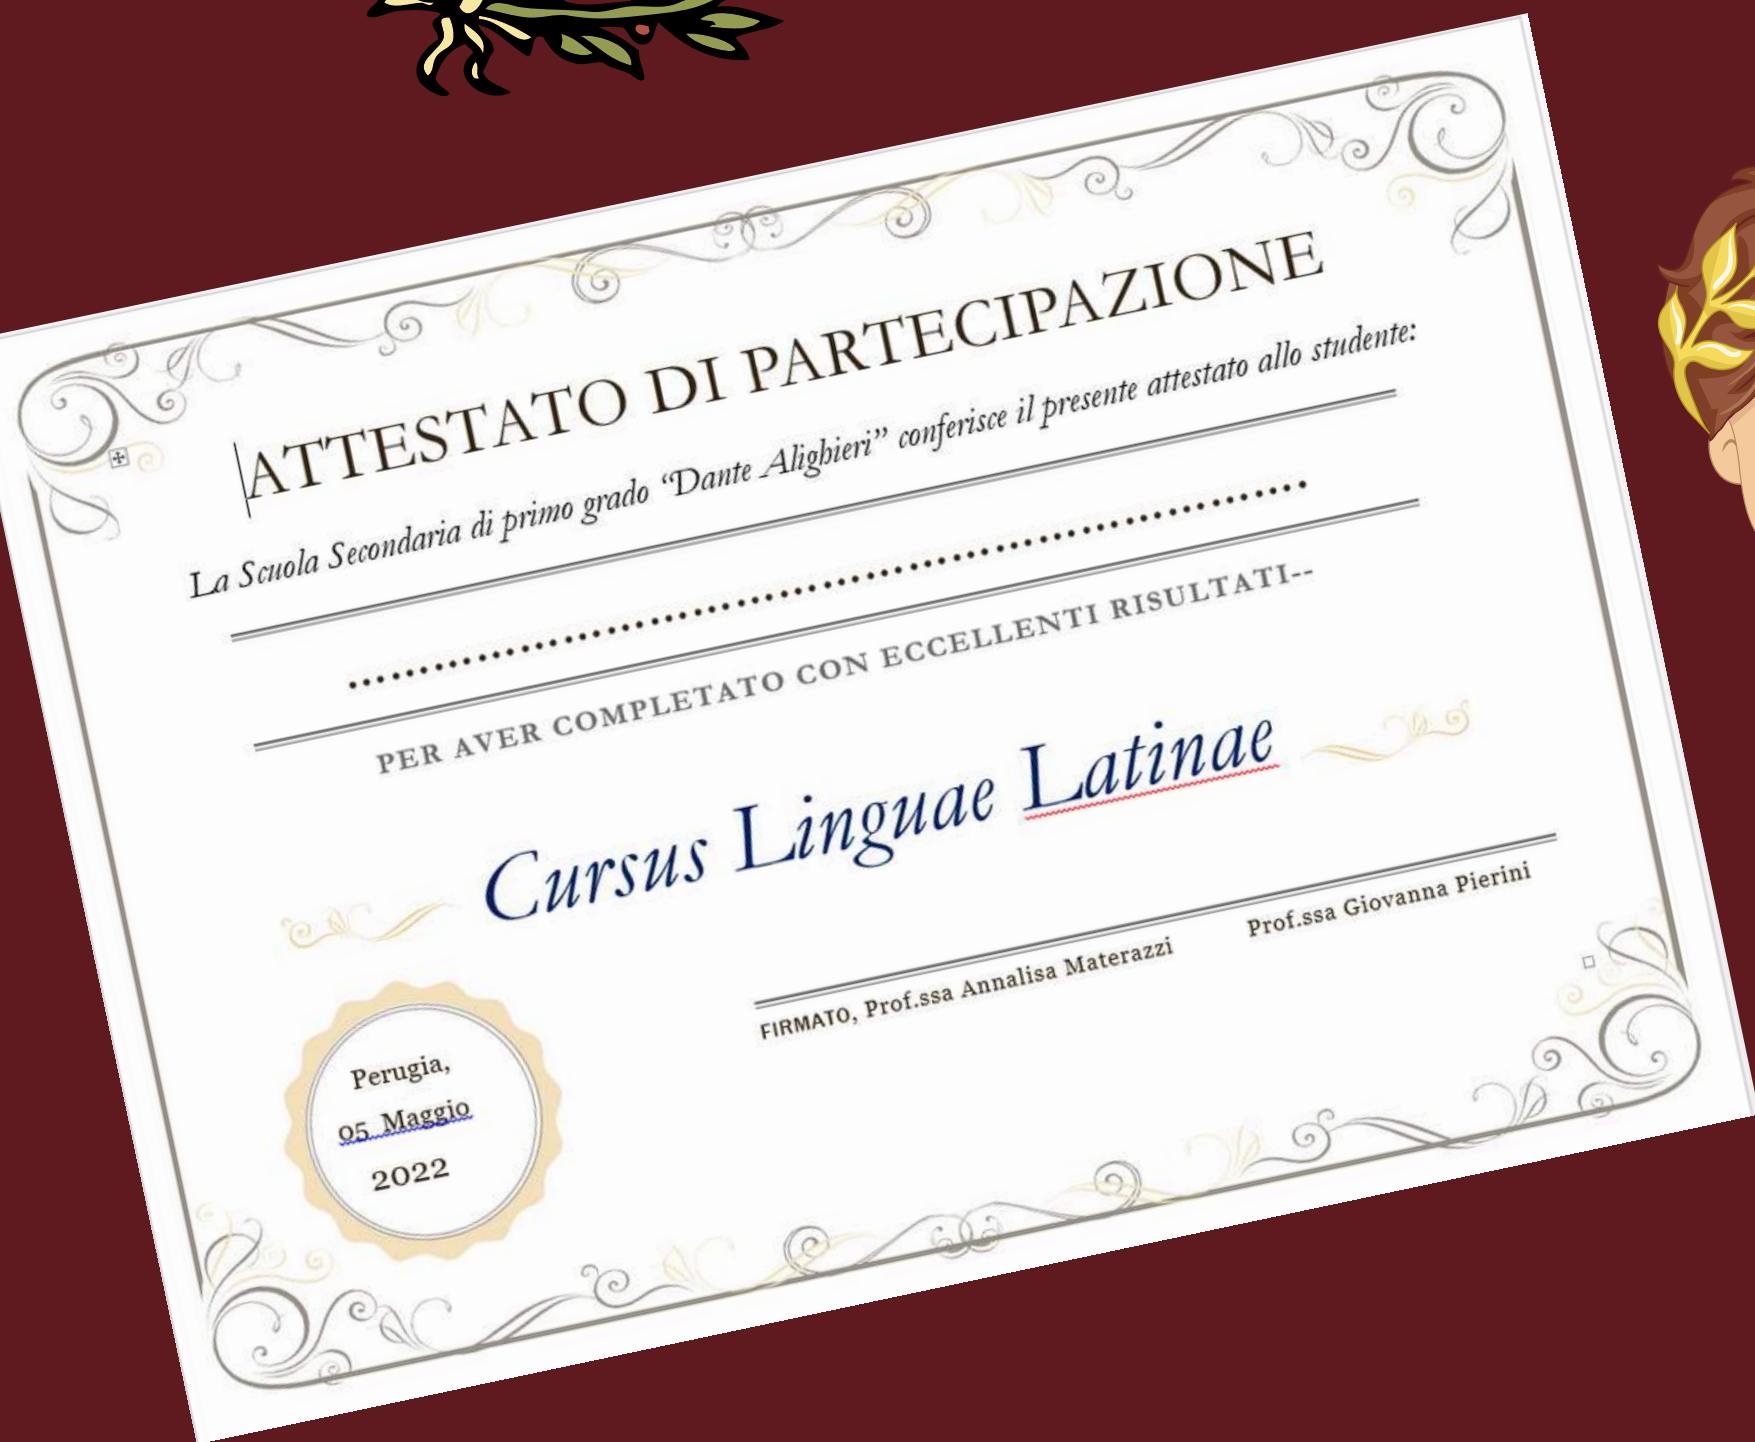 ATTESTATO DI PARTECIPAZIONE
La Scuola Secondaria di primo grado “Dante Alighieri” conferisce il presente attestato allo studente:
................................................................
PER AVER COMPLETATO CON ECCELLENTI RISULTATI--
Cursus Linguae Latinae
FIRMATO, Prof.ssa Annalisa Materazzi Prof.ssa Giovanna Pierini
Perugia,
05 Maggio
2022